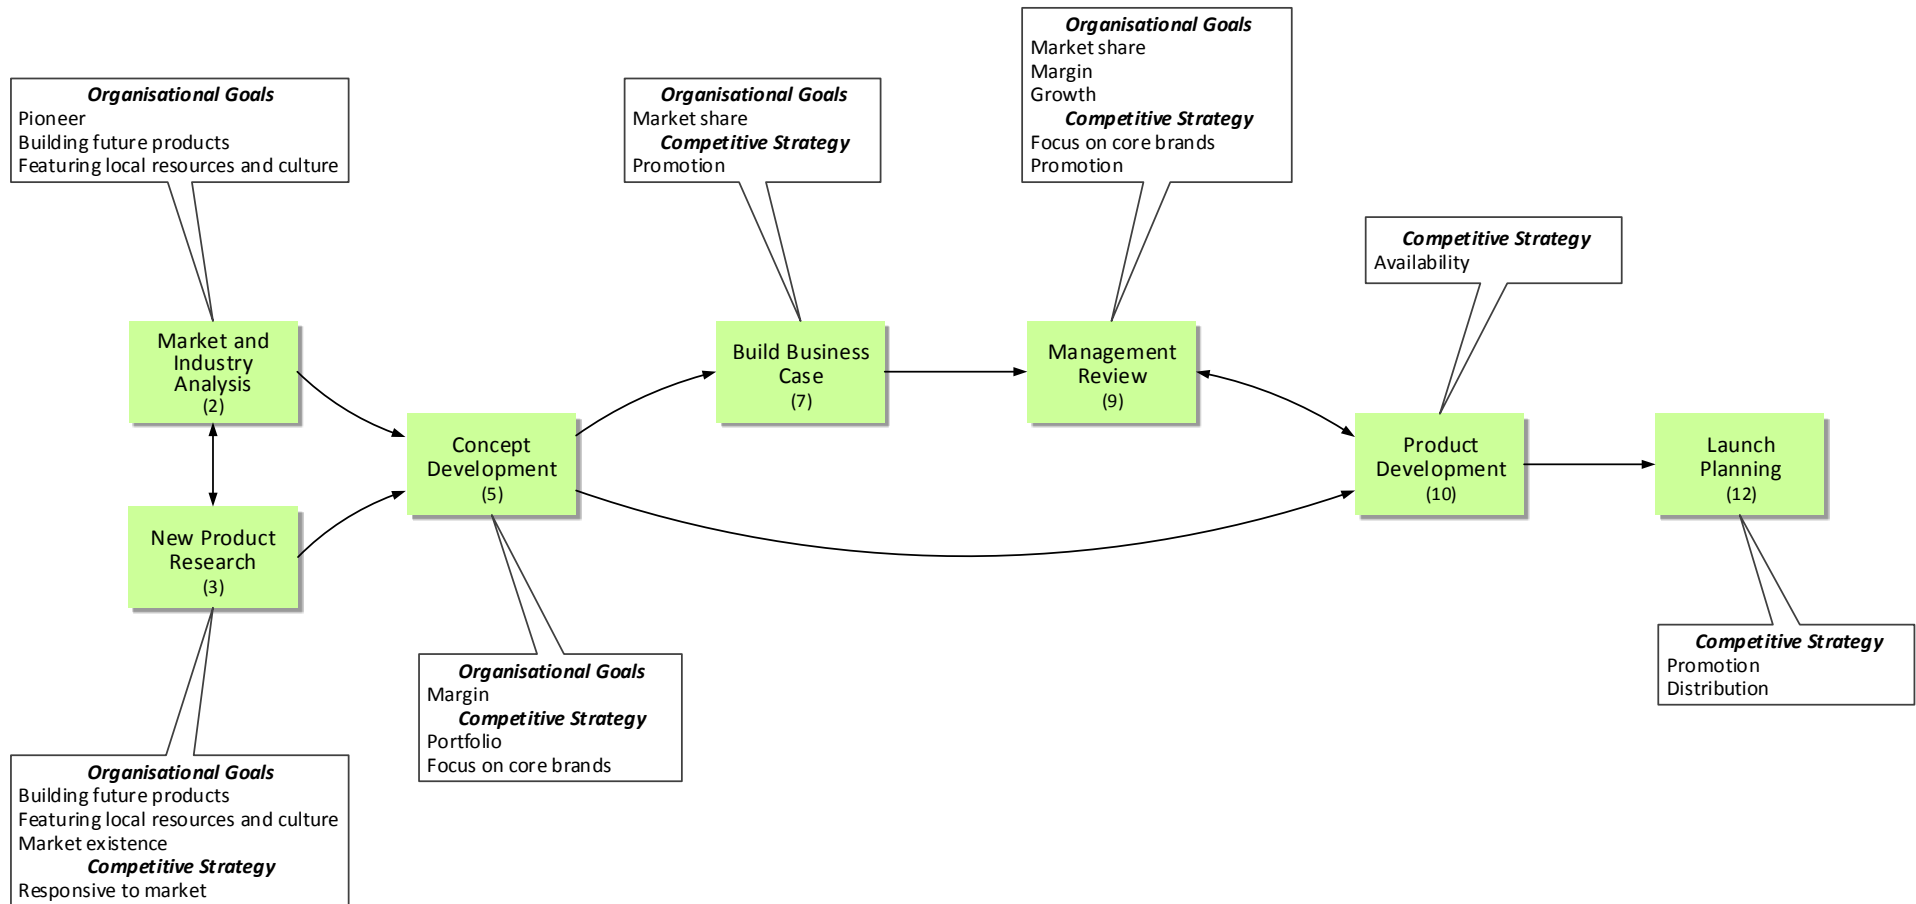 Organisational Goals
Market share
Margin
Growth
Competitive Strategy
Focus on core brands
Promotion
Organisational Goals
Pioneer
Building future products
Featuring local resources and culture
Organisational Goals
Market share
Competitive Strategy
Promotion
Competitive Strategy
Availability
Market and
Industry
Analysis
(2)
Build Business
Case
(7)
Management
Review
(9)
Concept
Development
(5)
Product
Development
(10)
Launch
Planning
(12)
New Product
Research
(3)
Organisational Goals
Margin
Competitive Strategy
Portfolio
Focus on core brands
Competitive Strategy
Promotion
Distribution
Organisational Goals
Building future products
Featuring local resources and culture
Market existence
Competitive Strategy
Responsive to market